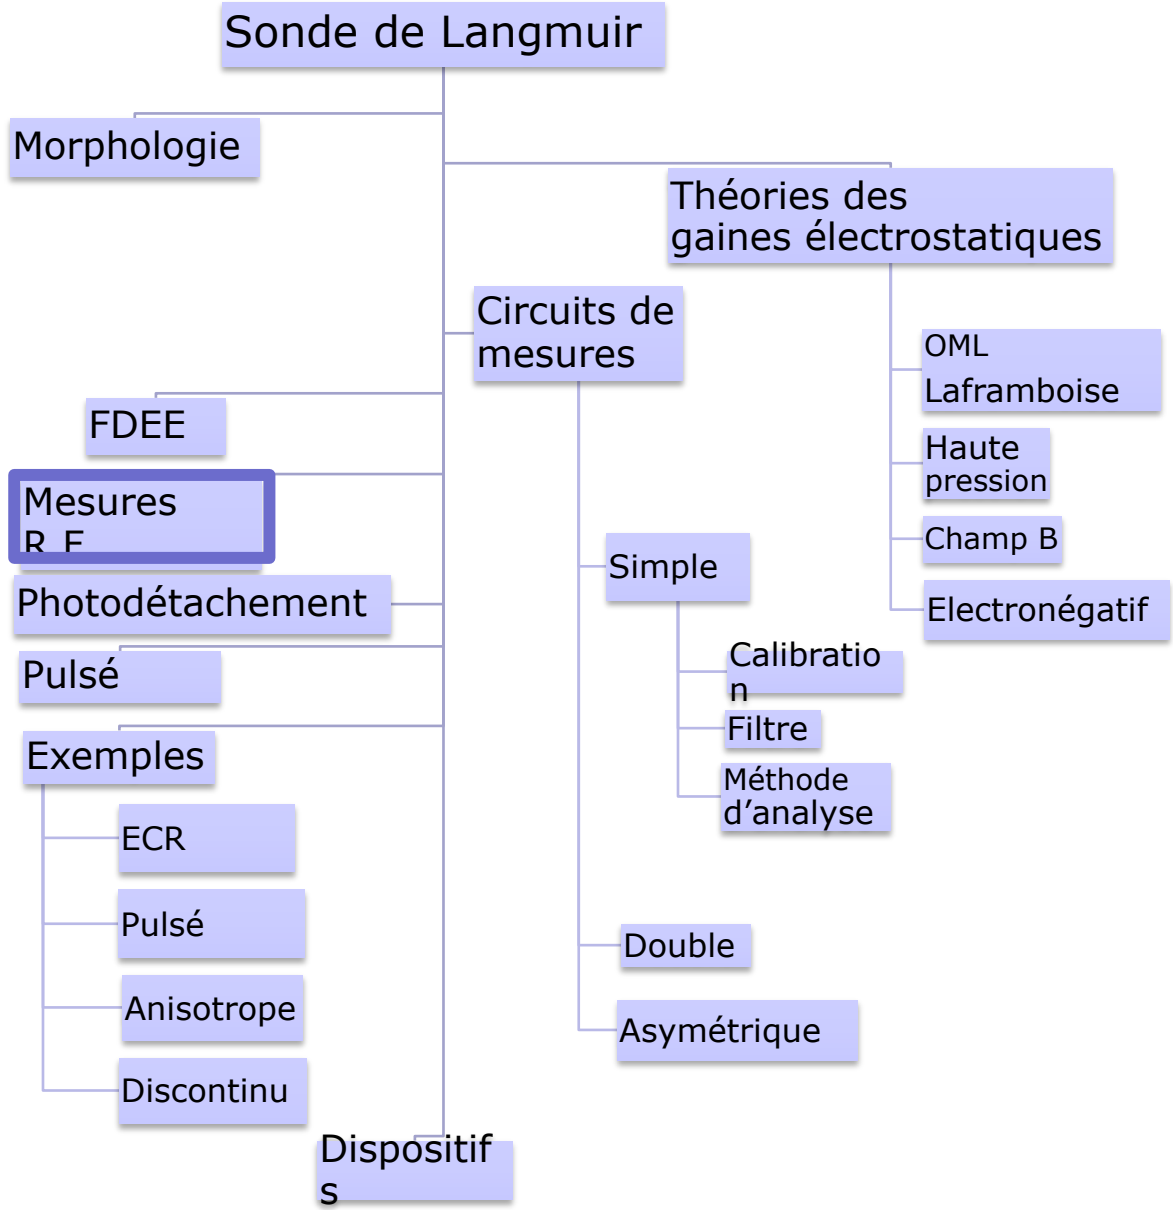 Sonde de Langmuir
Morphologie
Théories des
gaines électrostatiques
Circuits de
mesures
OML
Laframboise
FDEE
Haute
pression
Mesures
R.F.
Champ B
Simple
Photodétachement
Electronégatif
Calibratio
n
Pulsé
Filtre
Exemples
Méthode
d’analyse
ECR
Pulsé
Double
Anisotrope
Asymétrique
Discontinu
Dispositif
s